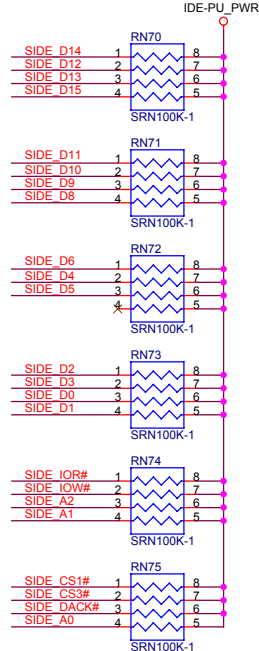 IDE-PU_PWR
RN70
SIDE_D14 1 8
SIDE_D12 2 7
SIDE_D13 3 6
SIDE_D15 4 5
SRN100K-1
RN71
SIDE_D11 1 8
SIDE_D10 2 7
SIDE_D9 3 6
SIDE_D8 4 5
SRN100K-1
RN72
SIDE_D6 1 8
SIDE_D4 2 7
SIDE_D5 3 6
4 5
SRN100K-1
RN73
SIDE_D2 1 8
SIDE_D3 2 7
SIDE_D0 3 6
SIDE_D1 4 5
SRN100K-1
RN74
SIDE_IOR# 1 8
SIDE_IOW# 2 7
SIDE_A2 3 6
SIDE_A1 4 5
SRN100K-1
RN75
SIDE_CS1# 1 8
SIDE_CS3# 2 7
SIDE_DACK# 3 6
SIDE_A0 4 5
SRN100K-1